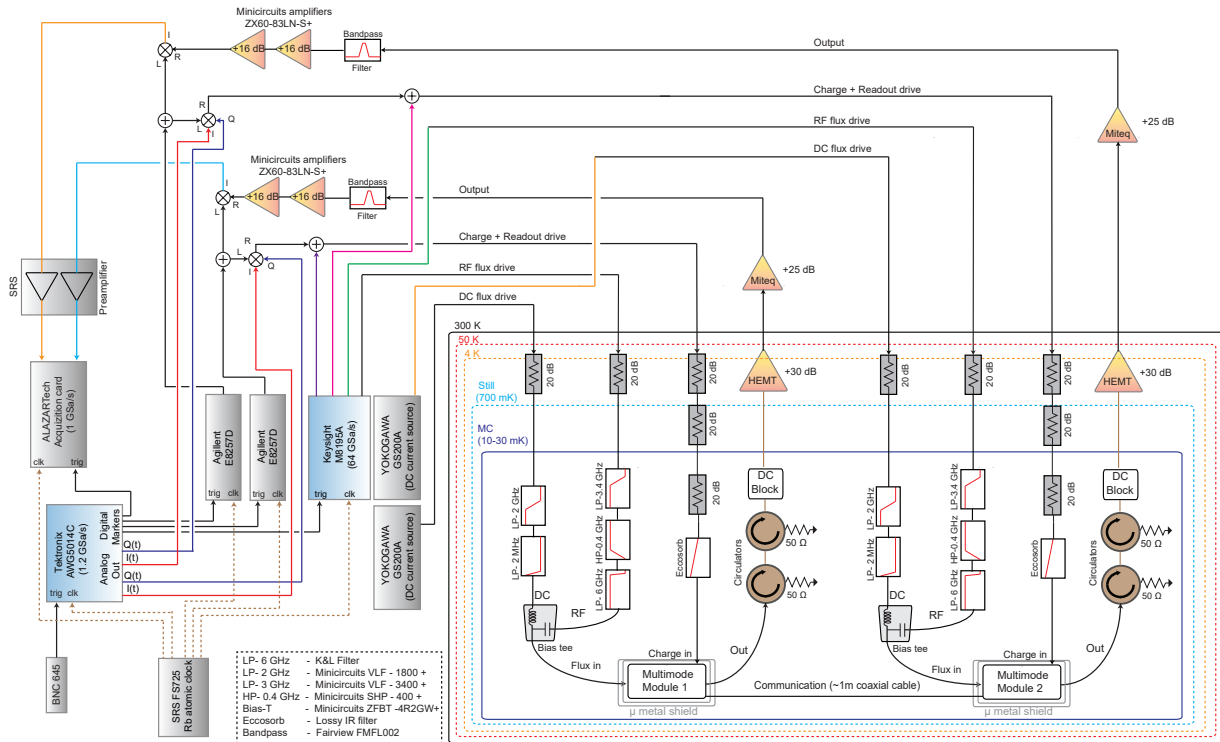 Minicircuits amplifiers
ZX60-83LN-S+
I
R
L
+16 dB
+16 dB
Bandpass
Filter
Output
R
L
I
Q
Charge + Readout drive
RF flux drive
DC flux drive
Miteq
+25 dB
Minicircuits amplifiers
ZX60-83LN-S+
I
R
L
+16 dB
+16 dB
Bandpass
Filter
Output
R
L
I
Q
Charge + Readout drive
RF flux drive
DC flux drive
Miteq
+25 dB
SRS
Preamplifier
300 K
50 K
4 K
Still
(700 mK)
MC
(10-30 mK)
20 dB
20 dB
20 dB
HEMT
+30 dB
20 dB
20 dB
20 dB
HEMT
+30 dB
20 dB
20 dB
ALAZARTech
Acquizition card
(1 GSa/s)
clk
trig
Agillent
E8257D
trig
clk
Agillent
E8257D
trig
clk
Keysight
M8195A
(64 GSa/s)
trig
clk
YOKOGAWA
GS200A
(DC current source)
YOKOGAWA
GS200A
(DC current source)
Tektronix
AWG5014C
(1.2 GSa/s)
Analog
Out
Digital
Markers
trig
clk
Q(t)
I(t)
Q(t)
I(t)
BNC 645
SRS FS725
Rb atomic clock
LP- 2 GHz
LP- 2 MHz
LP-3.4 GHz
HP-0.4 GHz
LP- 6 GHz
20 dB
Eccosorb
DC
Block
Circulators
50 Ω
50 Ω
DC
RF
Bias tee
Flux in
Charge in
Out
Multimode
Module 1
μ metal shield
Communication (~1m coaxial cable)
LP- 2 GHz
LP- 2 MHz
LP-3.4 GHz
HP-0.4 GHz
LP- 6 GHz
20 dB
Eccosorb
DC
Block
Circulators
50 Ω
50 Ω
DC
RF
Bias tee
Flux in
Charge in
Out
Multimode
Module 2
μ metal shield
LP- 6 GHz - K&L Filter
LP- 2 GHz - Minicircuits VLF - 1800 +
LP- 3 GHz - Minicircuits VLF - 3400 +
HP- 0.4 GHz - Minicircuits SHP - 400 +
Bias-T - Minicircuits ZFBT -4R2GW+
Eccosorb - Lossy IR filter
Bandpass - Fairview FMFL002